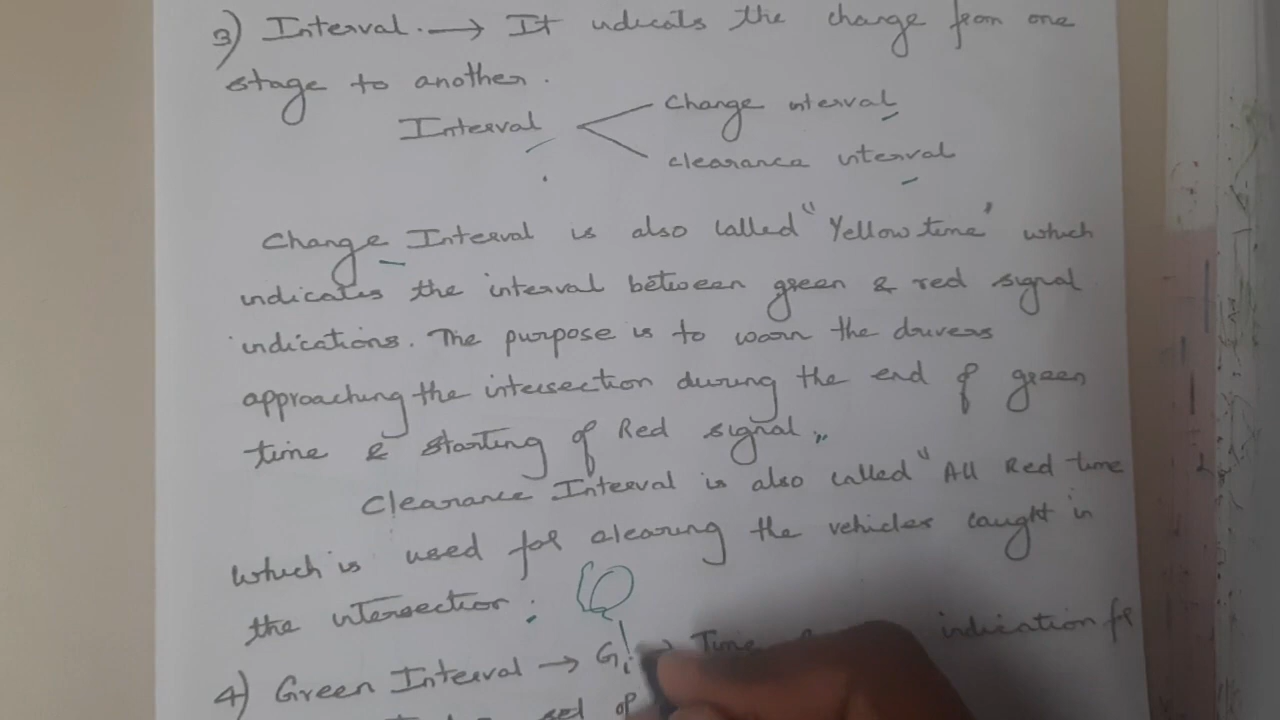 3) Interval. → It indicats the change from one
stage to another.
Interval
change interval
clearance interval
Change Interval is also called "Yellow time" which
indicates the interval between green & red signal
indications. The purpose is to warn the drivers
approaching the intersection during the end of green
time & starting of Red signal.
Clearance Interval is also called "All Red time
which is used for clearing the vehicles caught in
the intersection.
4) Green Interval → Gi → Time indication for